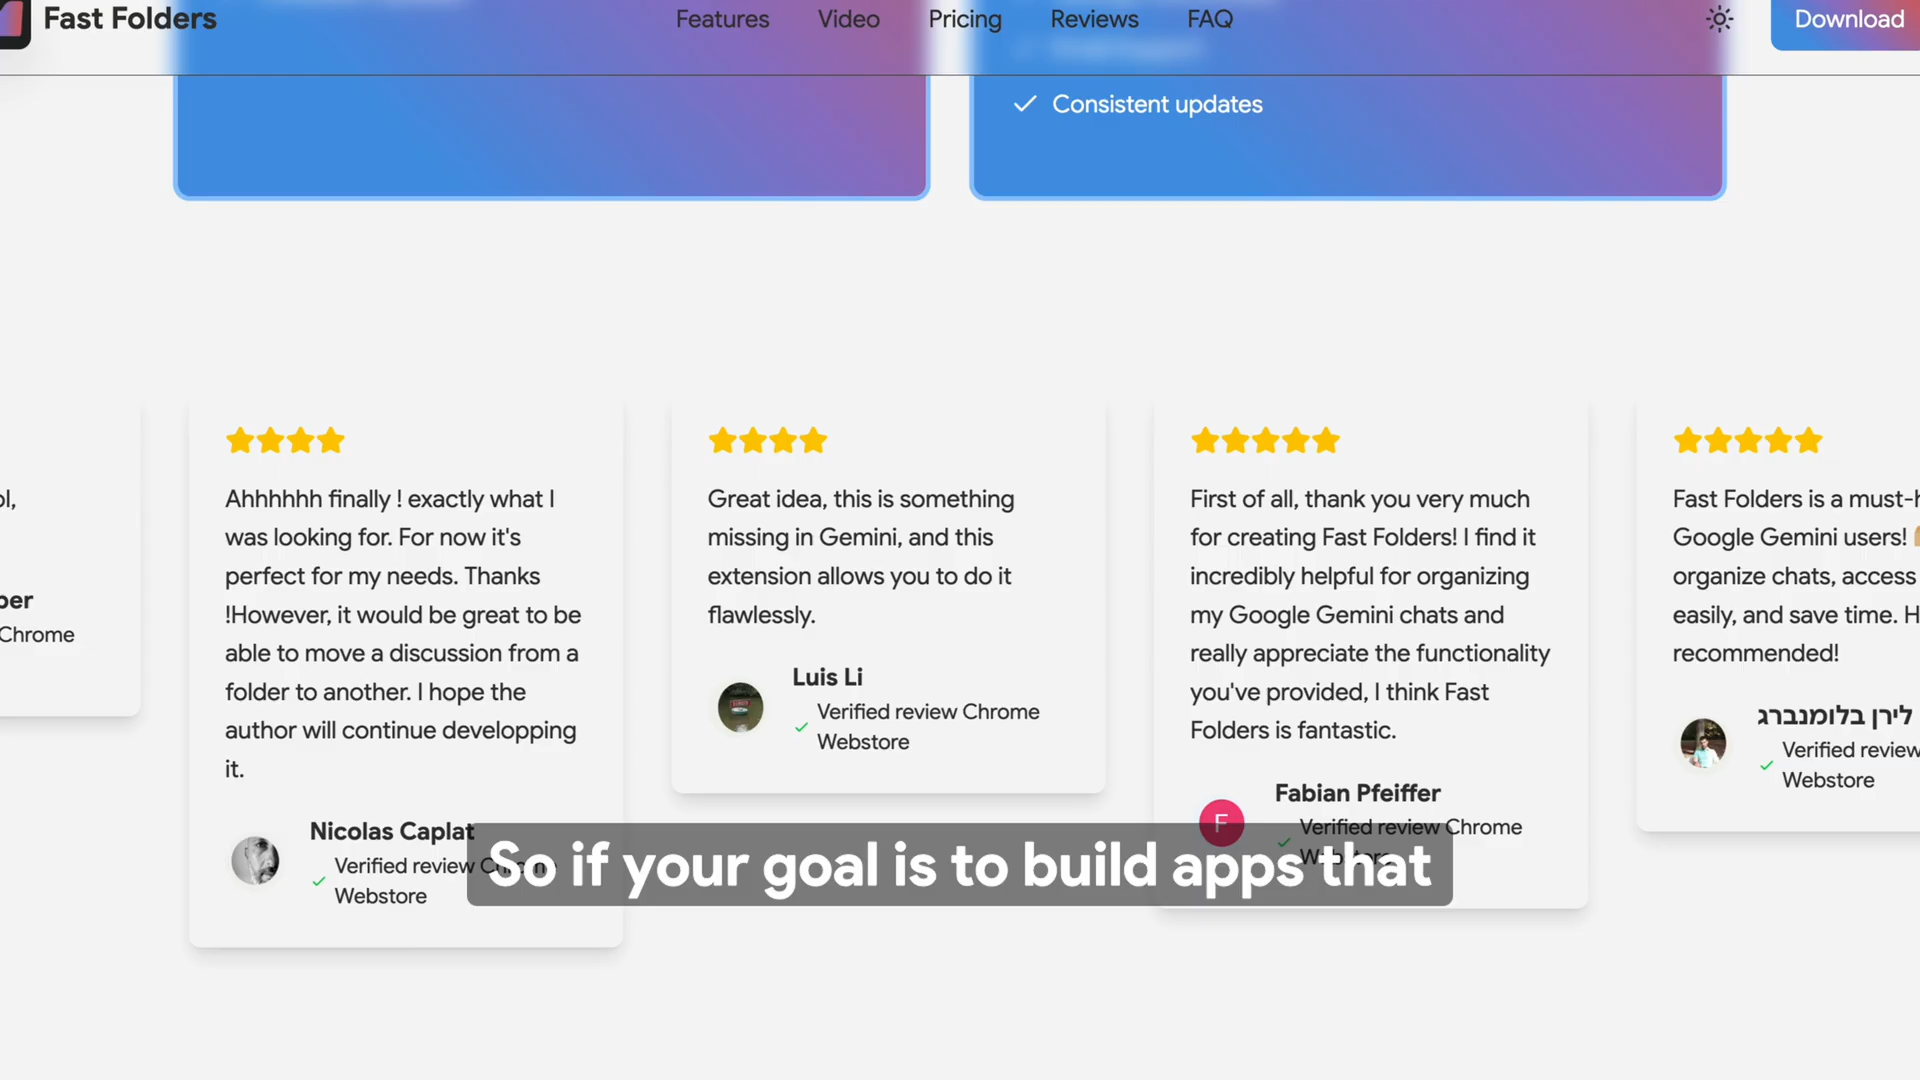 Fast Folders
Features
Video
Pricing
Reviews
FAQ
Download
Consistent updates
Chrome
Ahhhhhh finally ! exactly what I
was looking for. For now it's
perfect for my needs. Thanks
!However, it would be great to be
able to move a discussion from a
folder to another. I hope the
author will continue developping
it.
Nicolas Caplat
Verified review Chrome
Webstore
Great idea, this is something
missing in Gemini, and this
extension allows you to do it
flawlessly.
Luis Li
Verified review Chrome
Webstore
First of all, thank you very much
for creating Fast Folders! I find it
incredibly helpful for organizing
my Google Gemini chats and
really appreciate the functionality
you've provided, I think Fast
Folders is fantastic.
F
Fabian Pfeiffer
Verified review Chrome
Webstore
Fast Folders is a must-
Google Gemini users!
organize chats, access
easily, and save time. H
recommended!
לירן בלומנברג
Verified review
Webstore
So if your goal is to build apps that